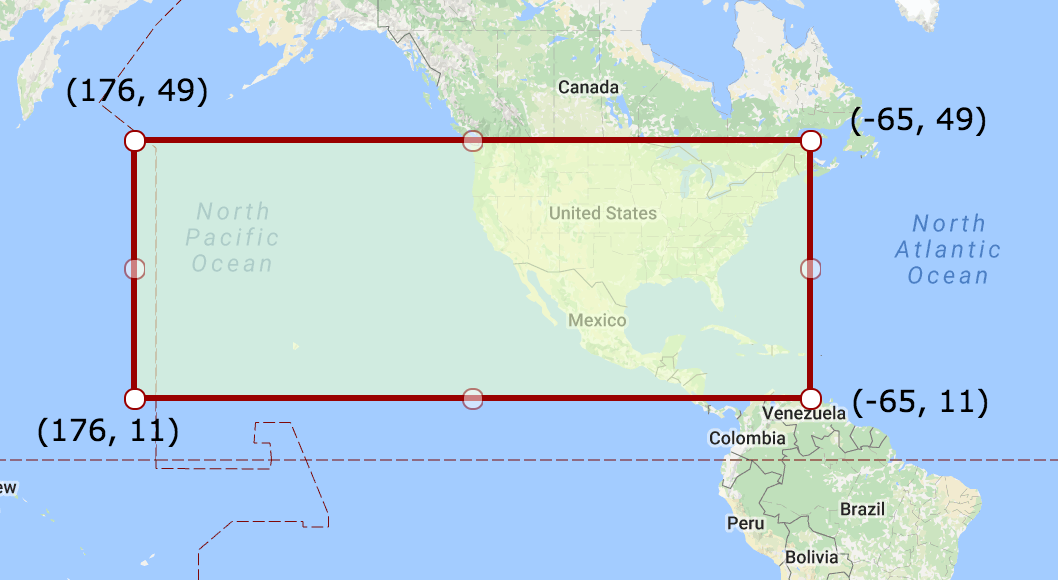 Canada
(176, 49)
(-65, 49)
North
Pacific
Ocean
United States
North
Atlantic
Ocean
Mexico
(176, 11)
(-65, 11)
Venezuela
Colombia
ew
Brazil
Peru
Bolivia